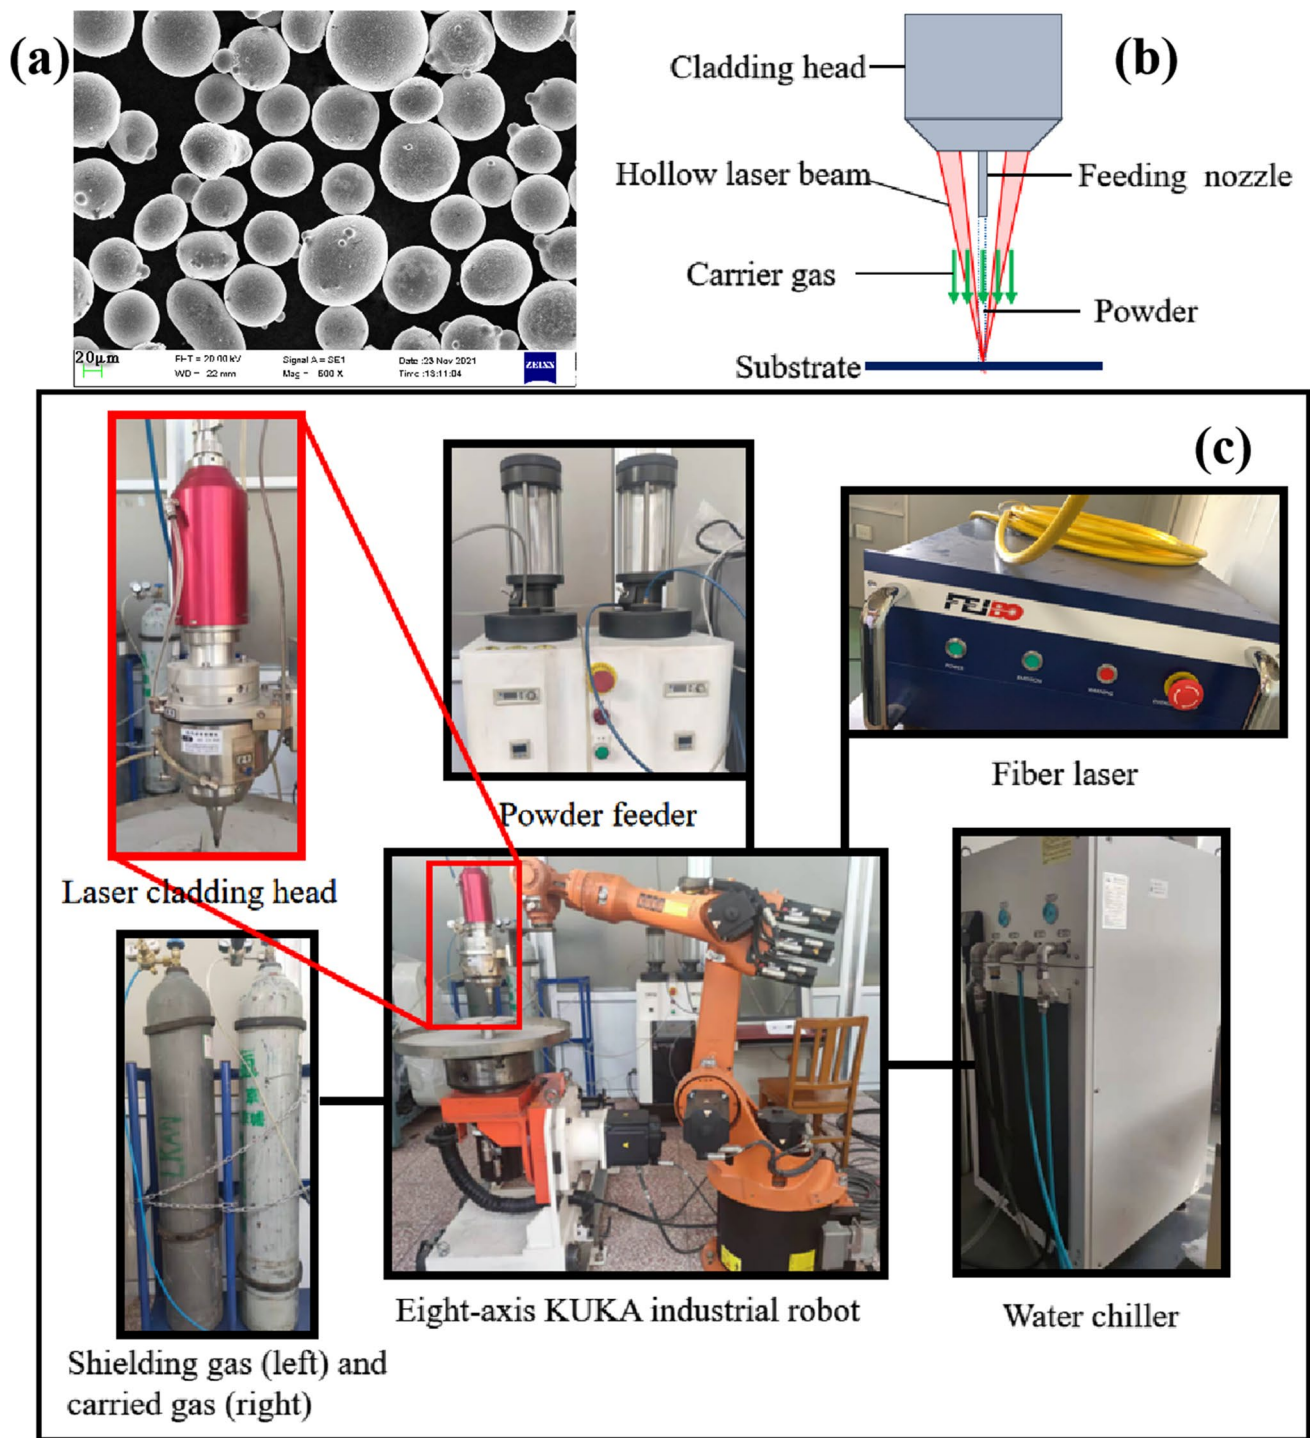 (a)
20μm
EHT = 20.00 kV
WD = 22 mm
Signal A = SE1
Mag = 500 X
Date :23 Nov 2021
Time :18:11:04
ZEISS
(b)
Cladding head
Hollow laser beam
Feeding nozzle
Carrier gas
Powder
Substrate
(c)
FEIBO
POWER
Fiber laser
Powder feeder
Laser cladding head
Eight-axis KUKA industrial robot
Water chiller
Shielding gas (left) and
carried gas (right)